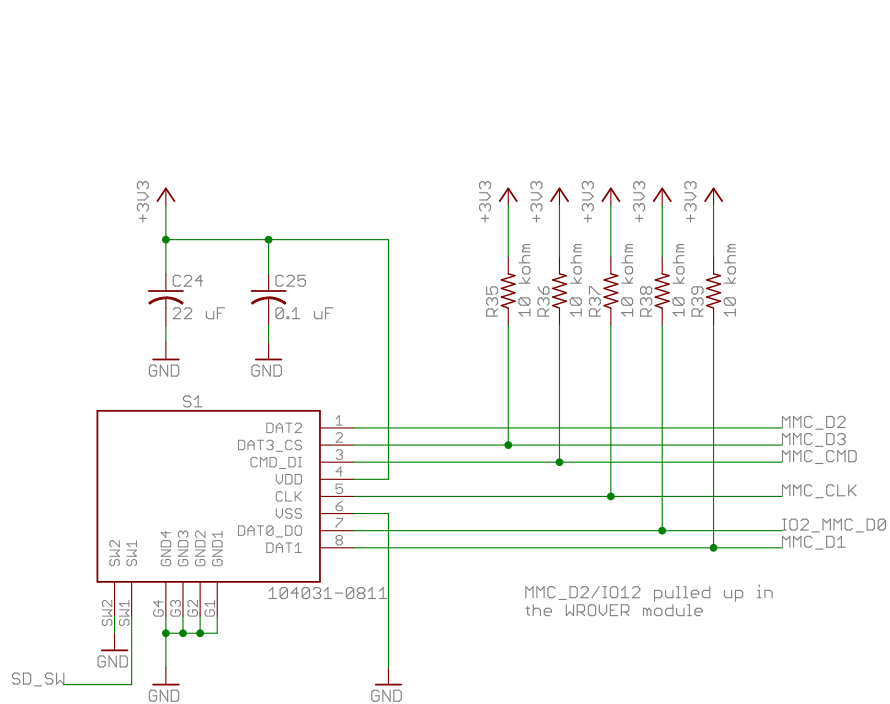 +3V3
+3V3
+3V3
+3V3
+3V3
+3V3
C24
22 uF
C25
0.1 uF
R35
10 kohm
R36
10 kohm
R37
10 kohm
R38
10 kohm
R39
10 kohm
GND
GND
S1
DAT2
1
MMC_D2
DAT3_CS
2
MMC_D3
CMD_DI
3
MMC_CMD
VDD
4
CLK
5
MMC_CLK
VSS
6
DAT0_DO
7
IO2_MMC_D0
DAT1
8
MMC_D1
SW2
SW1
GND4
GND3
GND2
GND1
104031-0811
SW2
SW1
G4
G3
G2
G1
MMC_D2/IO12 pulled up in
the WROVER module
GND
SD_SW
GND
GND